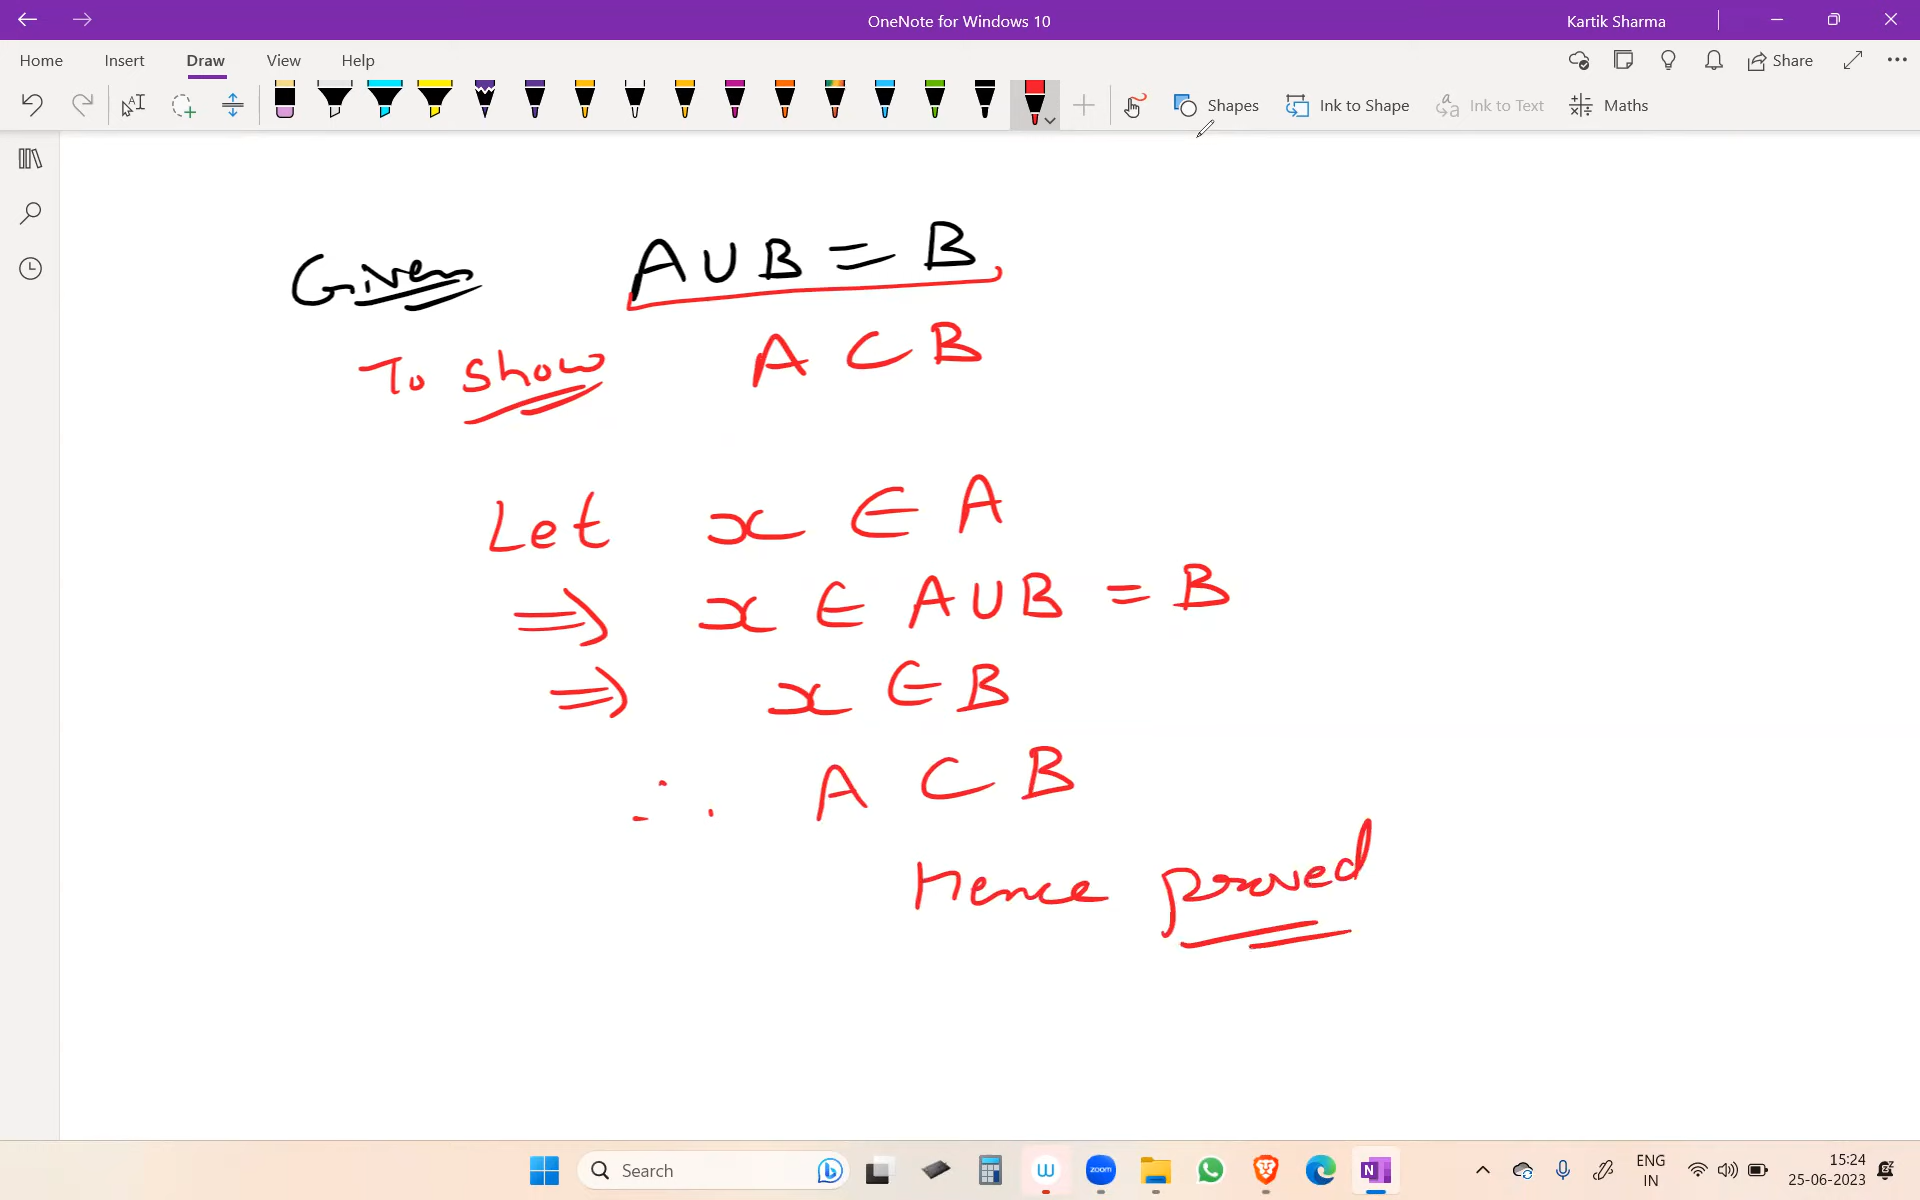 OneNote for Windows 10
Kartik Sharma
Home Insert Draw View Help
Share
Shapes Ink to Shape Ink to Text Maths
Given A∪B = B
To show A ⊂ B
Let x ∈ A
⇒ x ∈ A∪B = B
⇒ x ∈ B
∴ A ⊂ B
Hence proved
Search
zoom
ENG
IN
15:24
25-06-2023